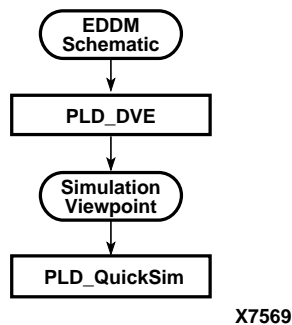 EDDM
Schematic
PLD_DVE
Simulation
Viewpoint
PLD_QuickSim
X7569